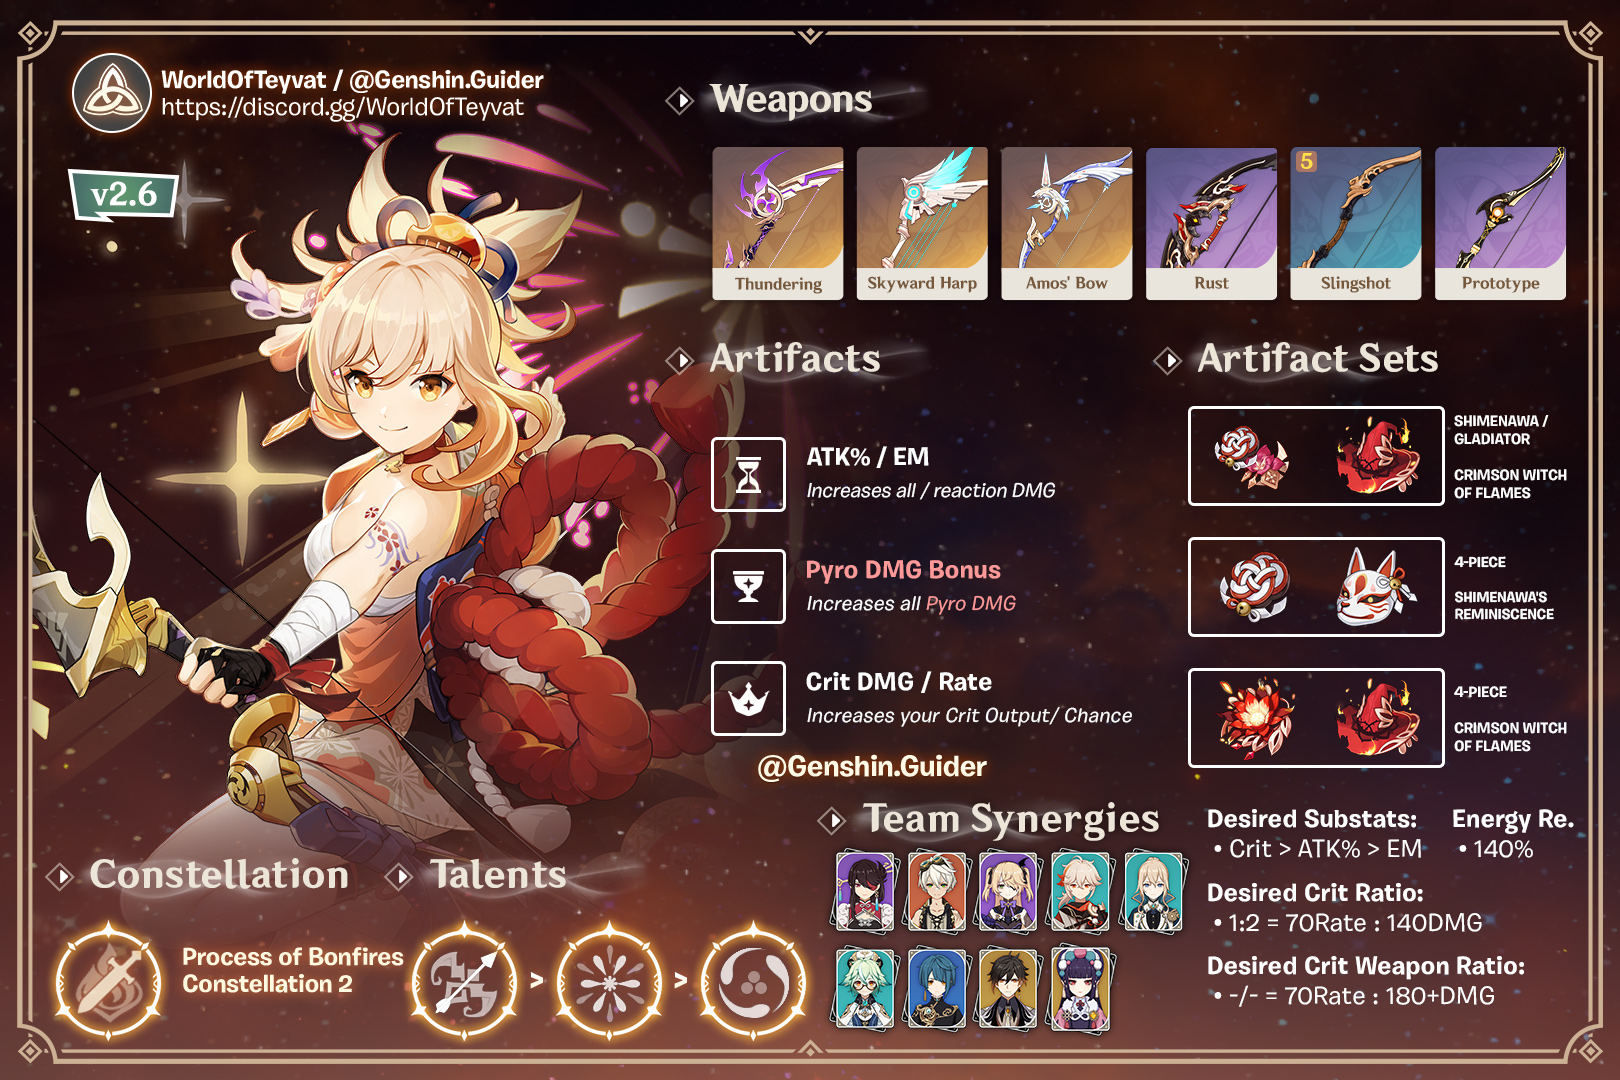 WorldOfTeyvat / @Genshin.Guider
https://discord.gg/WorldOfTeyvat
v2.6
Weapons
5
Thundering
Skyward Harp
Amos' Bow
Rust
Slingshot
Prototype
Artifacts
ATK% / EM
Increases all / reaction DMG
Pyro DMG Bonus
Increases all Pyro DMG
Crit DMG / Rate
Increases your Crit Output/ Chance
@Genshin.Guider
Artifact Sets
SHIMENAWA /
GLADIATOR
CRIMSON WITCH
OF FLAMES
4-PIECE
SHIMENAWA'S
REMINISCENCE
4-PIECE
CRIMSON WITCH
OF FLAMES
Constellation
Process of Bonfires
Constellation 2
Talents
>
>
Team Synergies
Desired Substats:
• Crit > ATK% > EM
Energy Re.
• 140%
Desired Crit Ratio:
• 1:2 = 70Rate : 140DMG
Desired Crit Weapon Ratio:
• -/- = 70Rate : 180+DMG